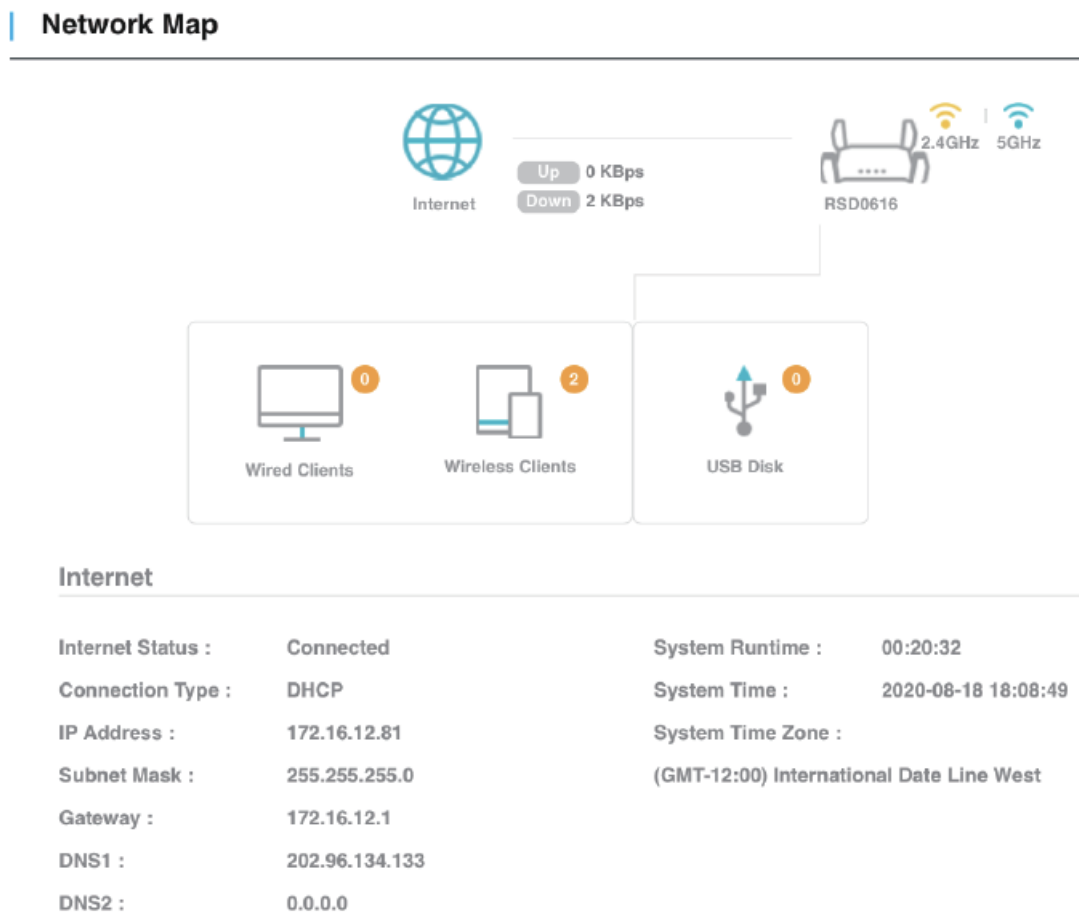 Network Map
2.4GHz 5GHz
Up 0 KBps
Down 2 KBps
Internet
RSD0616
0
2
0
Wired Clients
Wireless Clients
USB Disk
Internet
Internet Status : Connected
System Runtime : 00:20:32
Connection Type : DHCP
System Time : 2020-08-18 18:08:49
IP Address : 172.16.12.81
System Time Zone :
Subnet Mask : 255.255.255.0
(GMT-12:00) International Date Line West
Gateway : 172.16.12.1
DNS1 : 202.96.134.133
DNS2 : 0.0.0.0